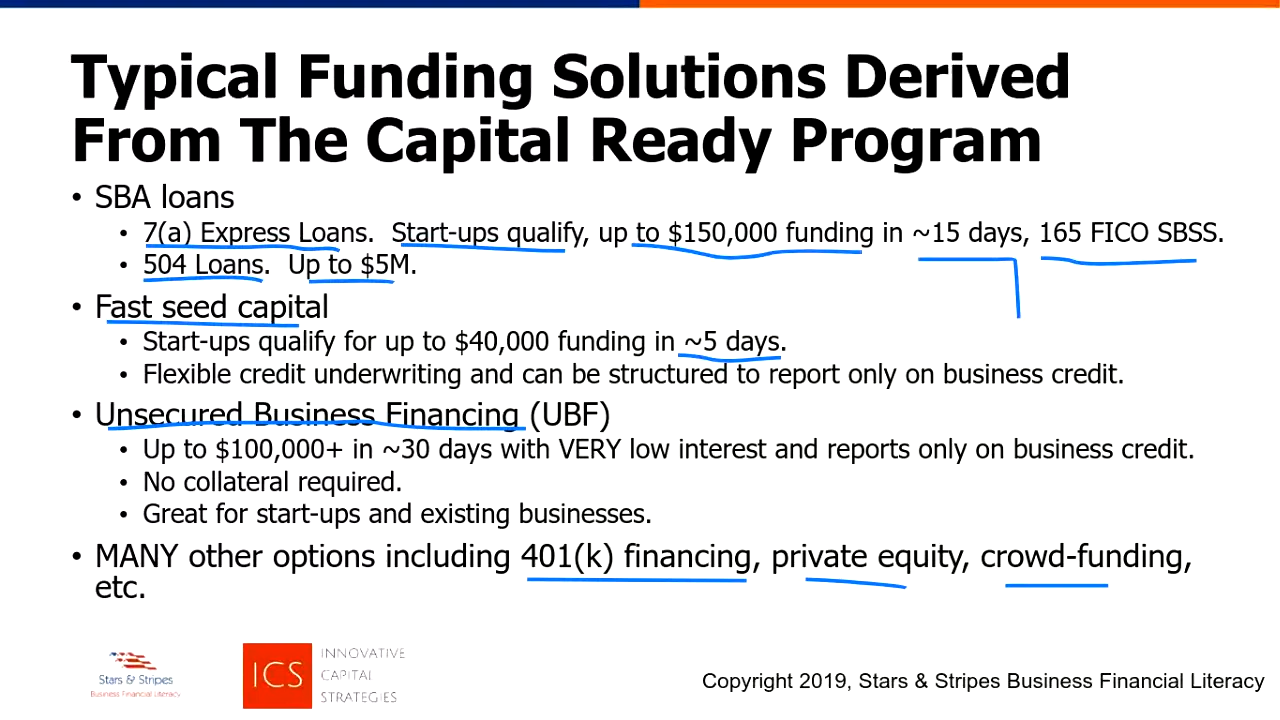 Typical Funding Solutions Derived
From The Capital Ready Program
• SBA loans
• 7(a) Express Loans.  Start-ups qualify, up to $150,000 funding in ~15 days, 165 FICO SBSS.
• 504 Loans.  Up to $5M.
• Fast seed capital
• Start-ups qualify for up to $40,000 funding in ~5 days.
• Flexible credit underwriting and can be structured to report only on business credit.
• Unsecured Business Financing (UBF)
• Up to $100,000+ in ~30 days with VERY low interest and reports only on business credit.
• No collateral required.
• Great for start-ups and existing businesses.
• MANY other options including 401(k) financing, private equity, crowd-funding,
etc.
Stars & Stripes
Business Financial Literacy
ICS
INNOVATIVE
CAPITAL
STRATEGIES
Copyright 2019, Stars & Stripes Business Financial Literacy